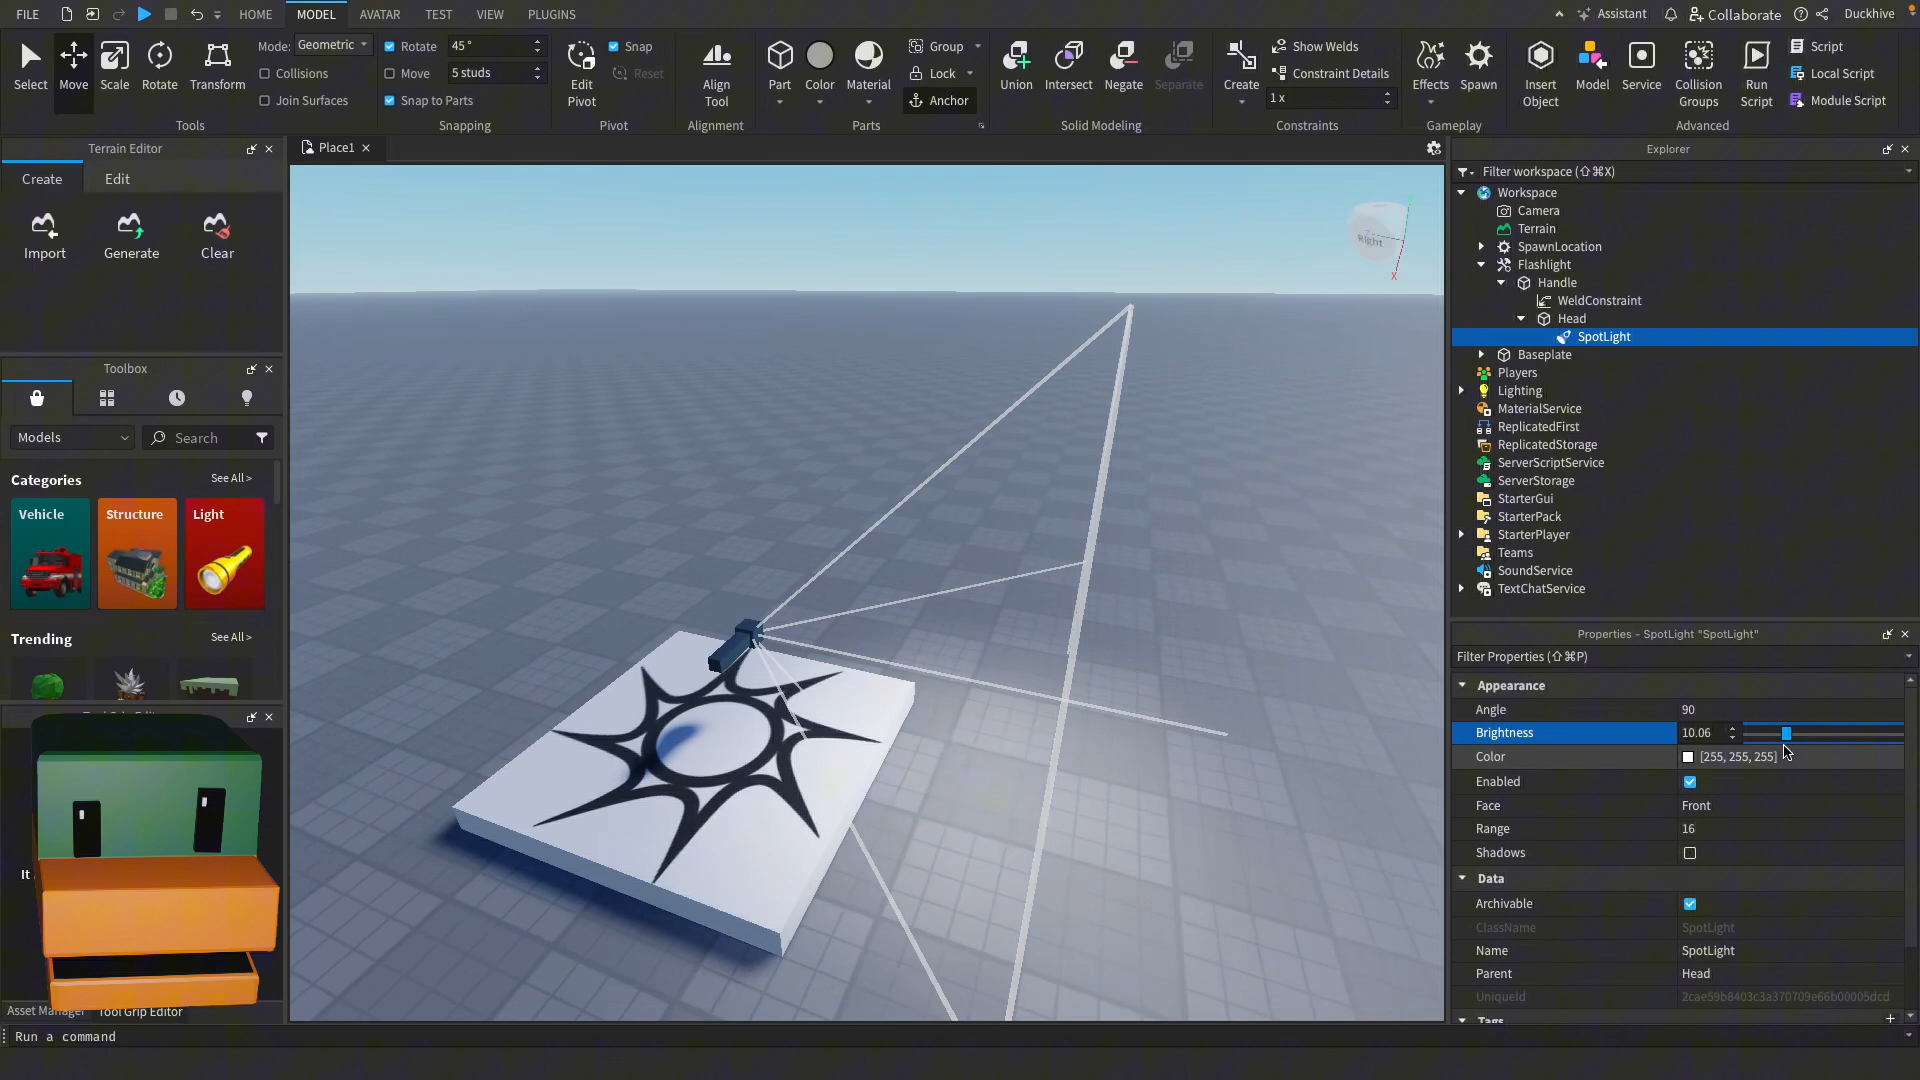 FILE HOME MODEL AVATAR TEST VIEW PLUGINS Assistant Collaborate Duckhive
Select Move Scale Rotate Transform
Mode: Geometric
Collisions
Join Surfaces
Tools
Rotate 45 °
Move 5 studs
Snap to Parts
Snapping
Edit Pivot
Snap
Reset
Pivot
Align Tool
Alignment
Part Color Material
Group
Lock
Anchor
Parts
Union Intersect Negate Separate
Solid Modeling
Create
Show Welds
Constraint Details
1 x
Constraints
Effects Spawn
Gameplay
Insert Object Model Service Collision Groups Run Script
Script
Local Script
Module Script
Advanced
Terrain Editor
Create Edit
Import Generate Clear
Toolbox
Models Search
Categories See All >
Vehicle Structure Light
Trending See All >
It
Asset Manager Tool Grip Editor
Run a command
Place1
Right
X
Explorer
Filter workspace (⇧⌘X)
Workspace
Camera
Terrain
SpawnLocation
Flashlight
Handle
WeldConstraint
Head
SpotLight
Baseplate
Players
Lighting
MaterialService
ReplicatedFirst
ReplicatedStorage
ServerScriptService
ServerStorage
StarterGui
StarterPack
StarterPlayer
Teams
SoundService
TextChatService
Properties - SpotLight "SpotLight"
Filter Properties (⇧⌘P)
Appearance
Angle 90
Brightness 10.06
Color [255, 255, 255]
Enabled
Face Front
Range 16
Shadows
Data
Archivable
ClassName SpotLight
Name SpotLight
Parent Head
UniqueId 2cae59b8403c3a370709e66b00005dcd
Tags